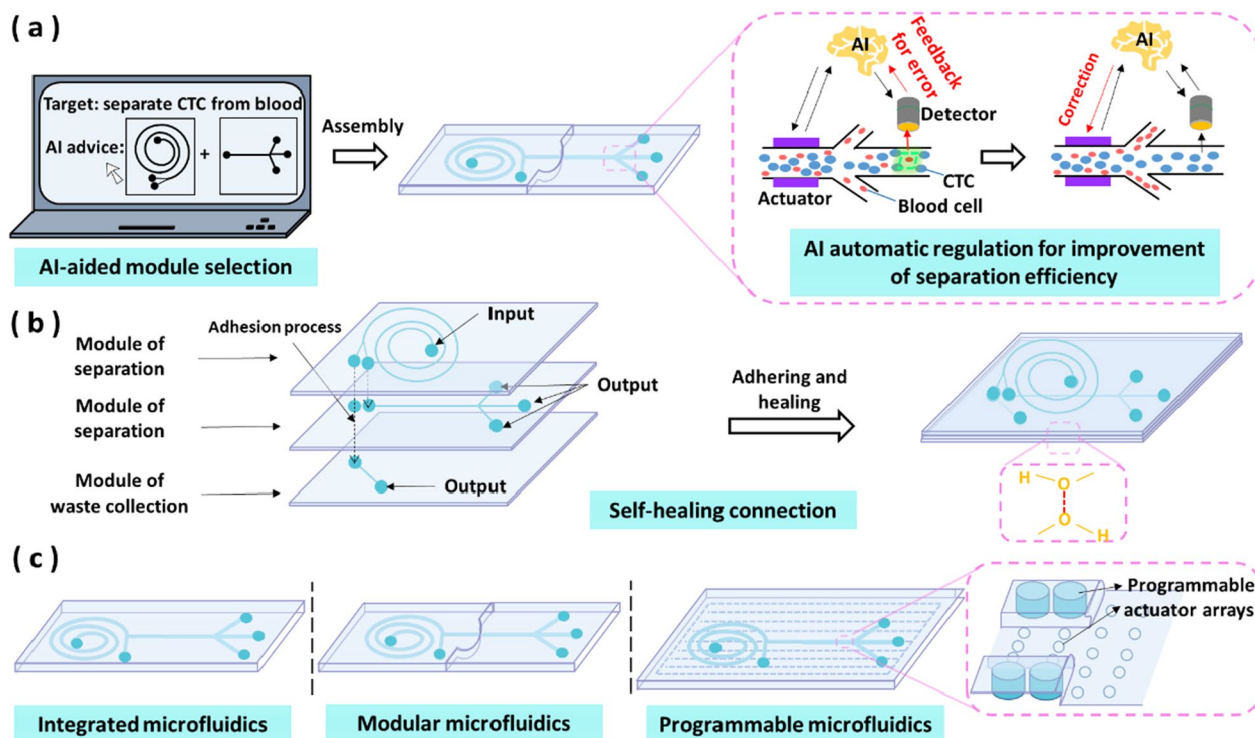 ( a )
Target: separate CTC from blood
AI advice:
+
AI-aided module selection
Assembly
AI
Feedback
for error
Detector
Actuator
CTC
Blood cell
AI
Correction
AI automatic regulation for improvement
of separation efficiency
( b )
Adhesion process
Input
Module of
separation
Module of
separation
Output
Module of
waste collection
Output
Adhering and
healing
Self-healing connection
H
O
O
H
( c )
Integrated microfluidics
Modular microfluidics
Programmable microfluidics
Programmable
actuator arrays